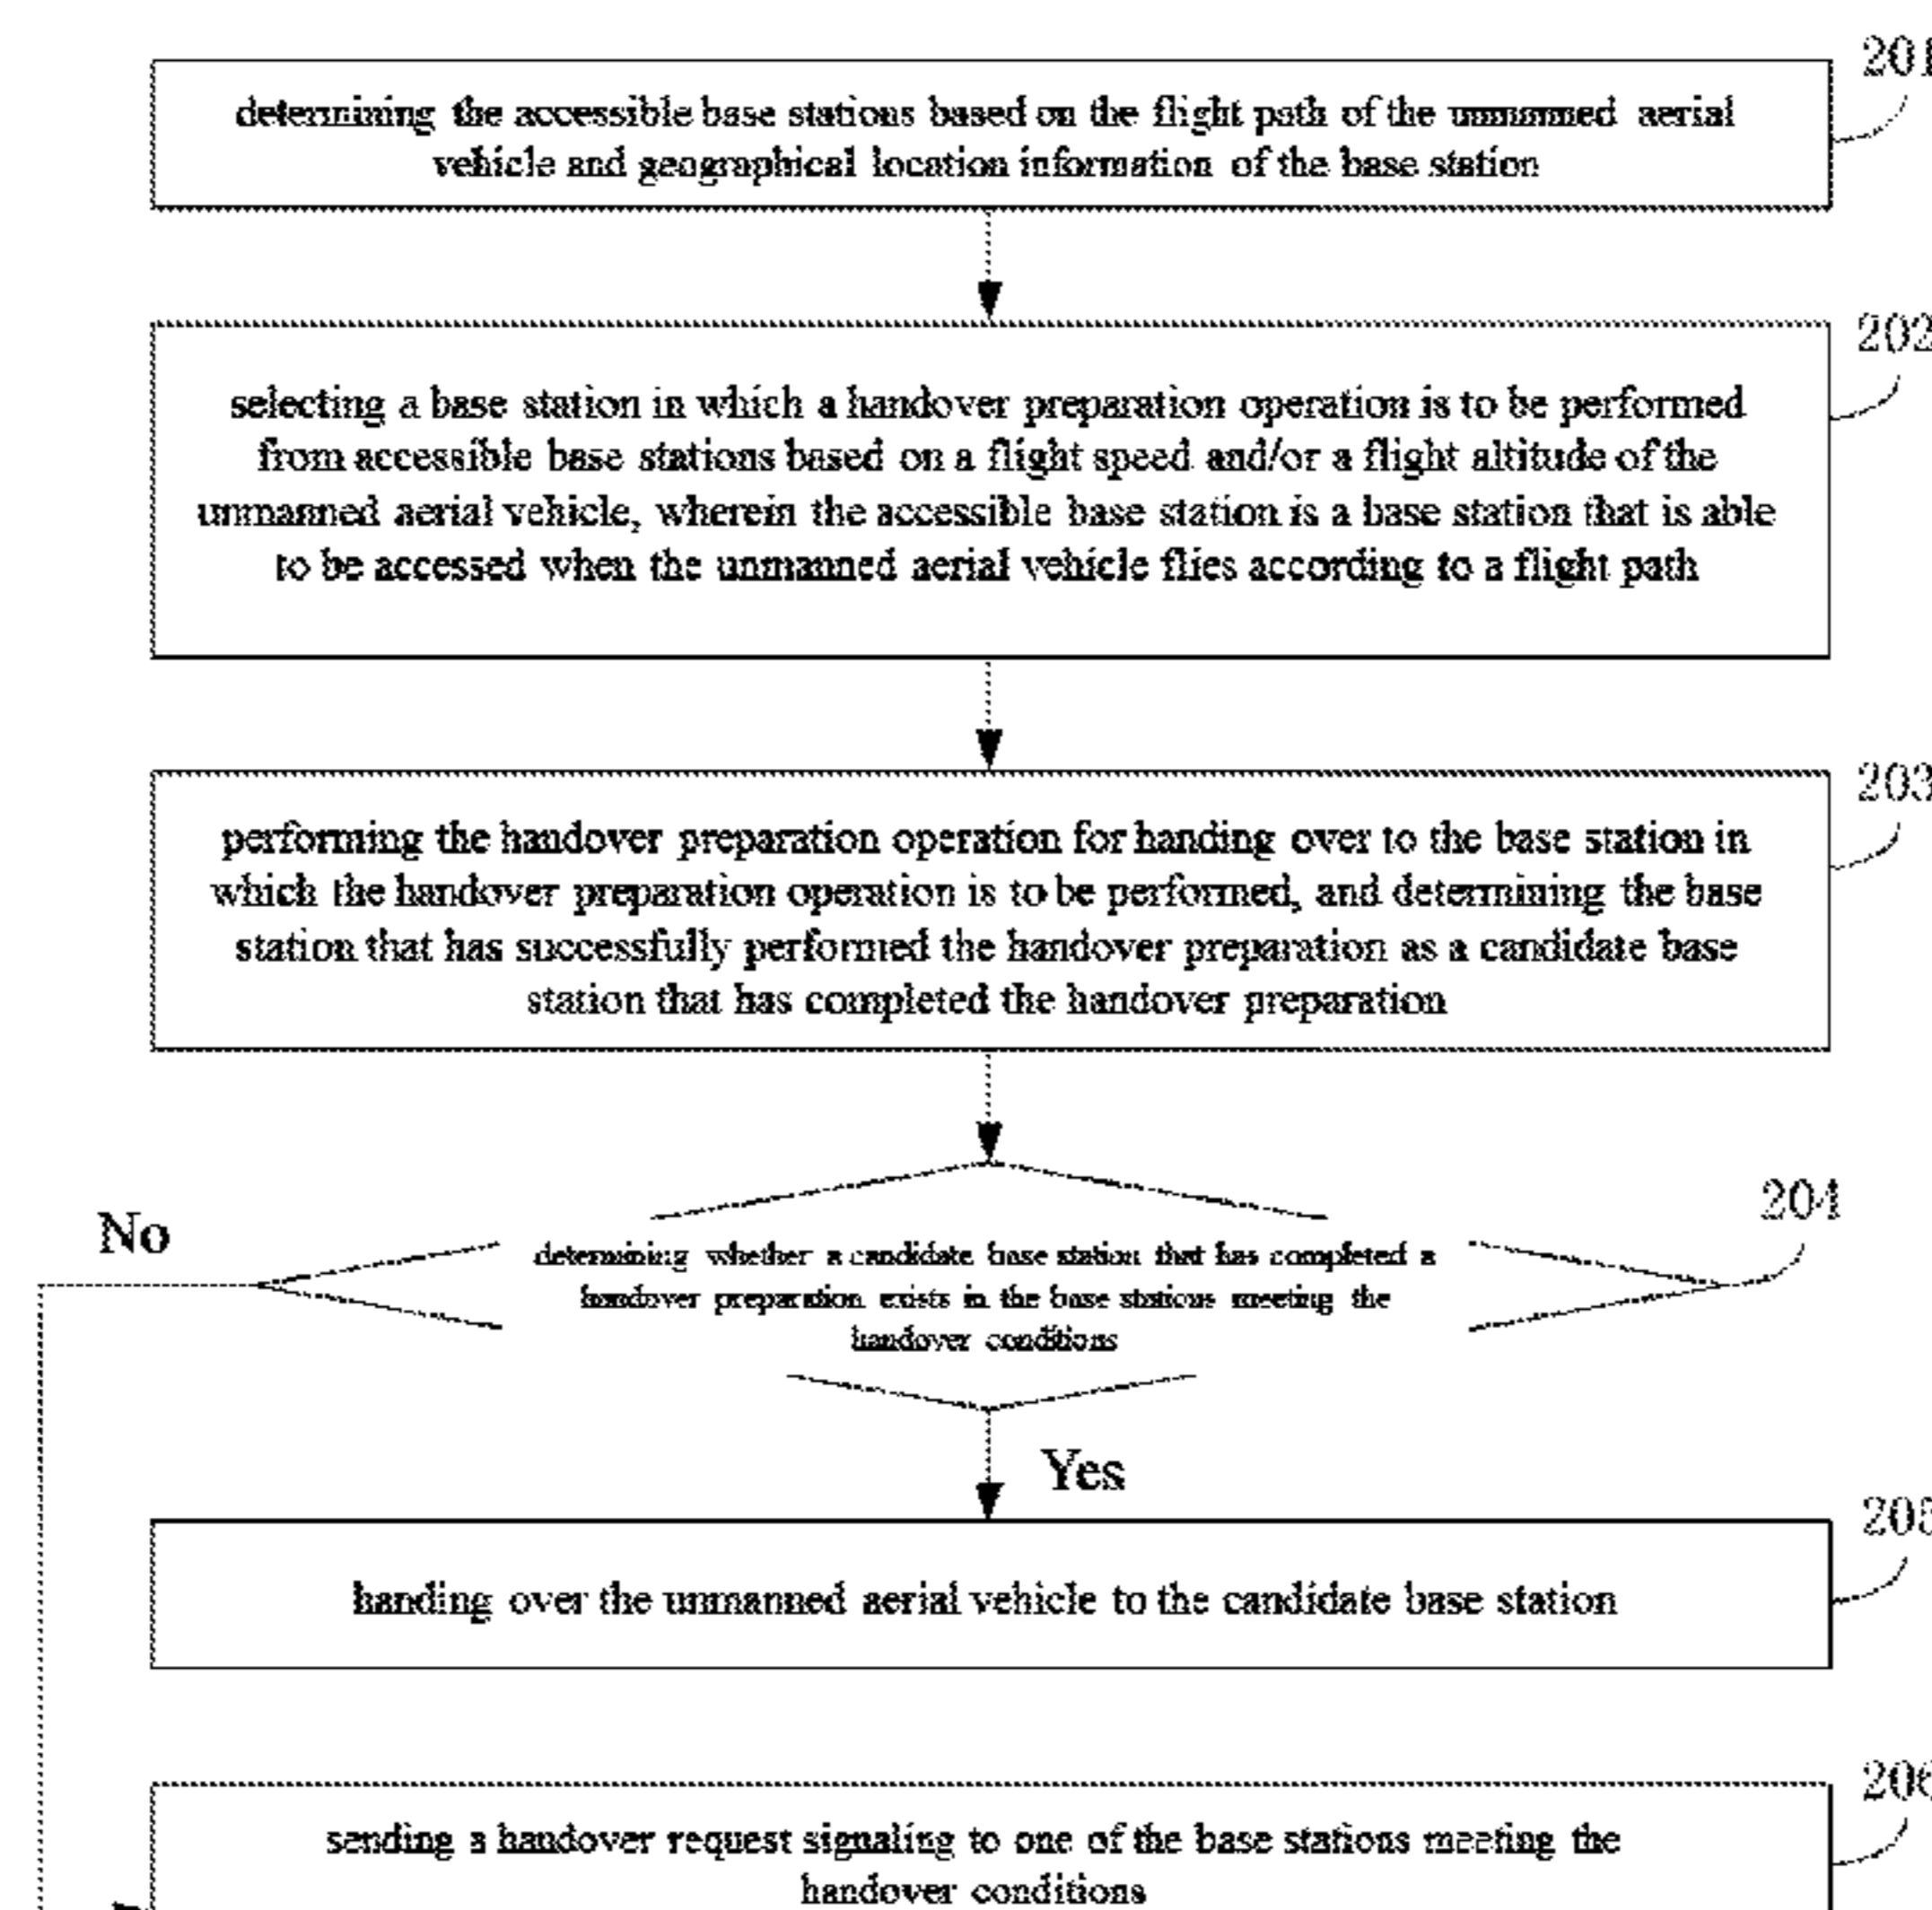 201
determining the accessible base stations based on the flight path of the unmanned aerial
vehicle and geographical location information of the base station
202
selecting a base station in which a handover preparation operation is to be performed
from accessible base stations based on a flight speed and/or a flight altitude of the
unmanned aerial vehicle, wherein the accessible base station is a base station that is able
to be accessed when the unmanned aerial vehicle flies according to a flight path
203
performing the handover preparation operation for handing over to the base station in
which the handover preparation operation is to be performed, and determining the base
station that has successfully performed the handover preparation as a candidate base
station that has completed the handover preparation
204
No
determining whether a candidate base station that has completed a
handover preparation exists in the base stations meeting the
handover conditions
Yes
205
handing over the unmanned aerial vehicle to the candidate base station
206
sending a handover request signaling to one of the base stations meeting the
handover conditions